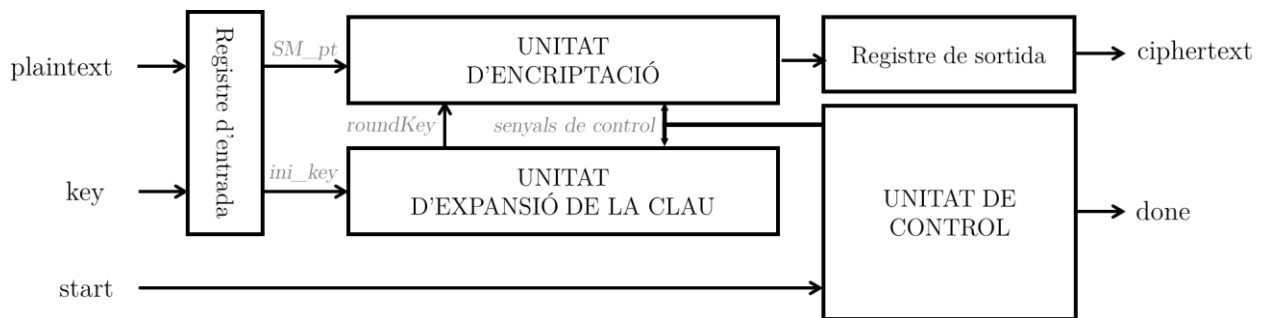 plaintext
key
start
Registre d'entrada
SM_pt
ini_key
UNITAT
D'ENCRIPTACIÓ
roundKey
senyals de control
UNITAT
D'EXPANSIÓ DE LA CLAU
Registre de sortida
ciphertext
UNITAT DE
CONTROL
done